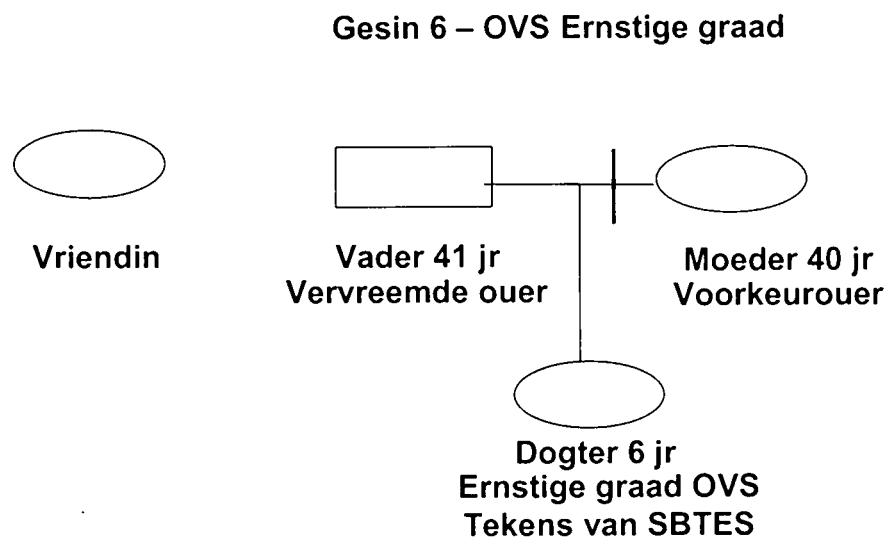 Gesin 6 – OVS Ernstige graad
Vriendin
Vader 41 jr
Vervreemde ouer
Moeder 40 jr
Voorkeurouer
Dogter 6 jr
Ernstige graad OVS
Tekens van SBTES